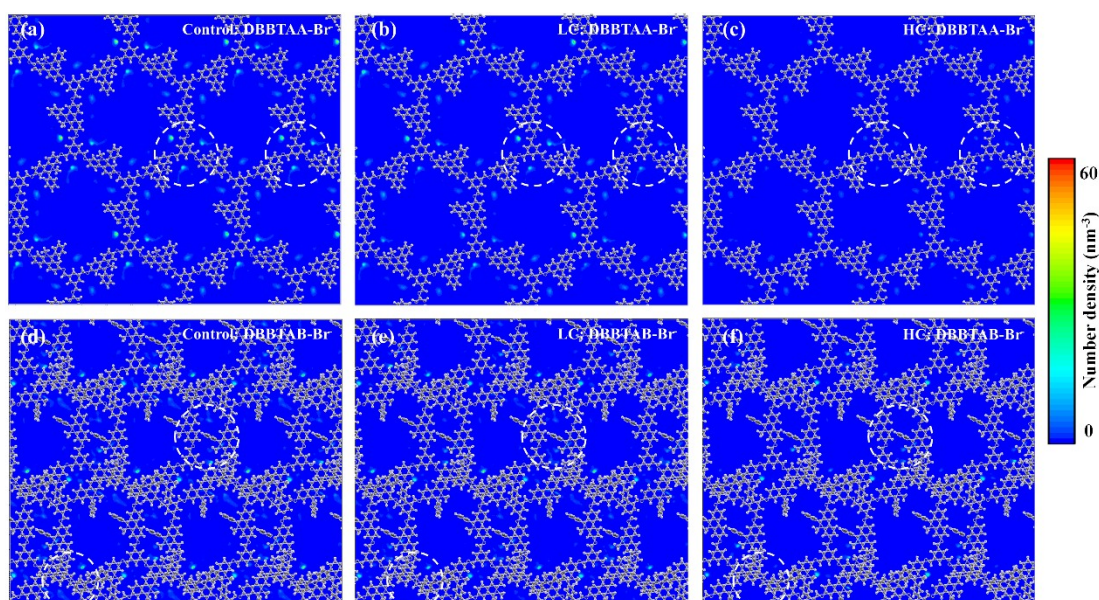 (a) Control: DBBTAA-Br
(b) LC: DBBTAA-Br
(c) HC: DBBTAA-Br
60
Number density (nm⁻³)
0
(d) Control: DBBTAB-Br
(e) LC: DBBTAB-Br
(f) HC: DBBTAB-Br